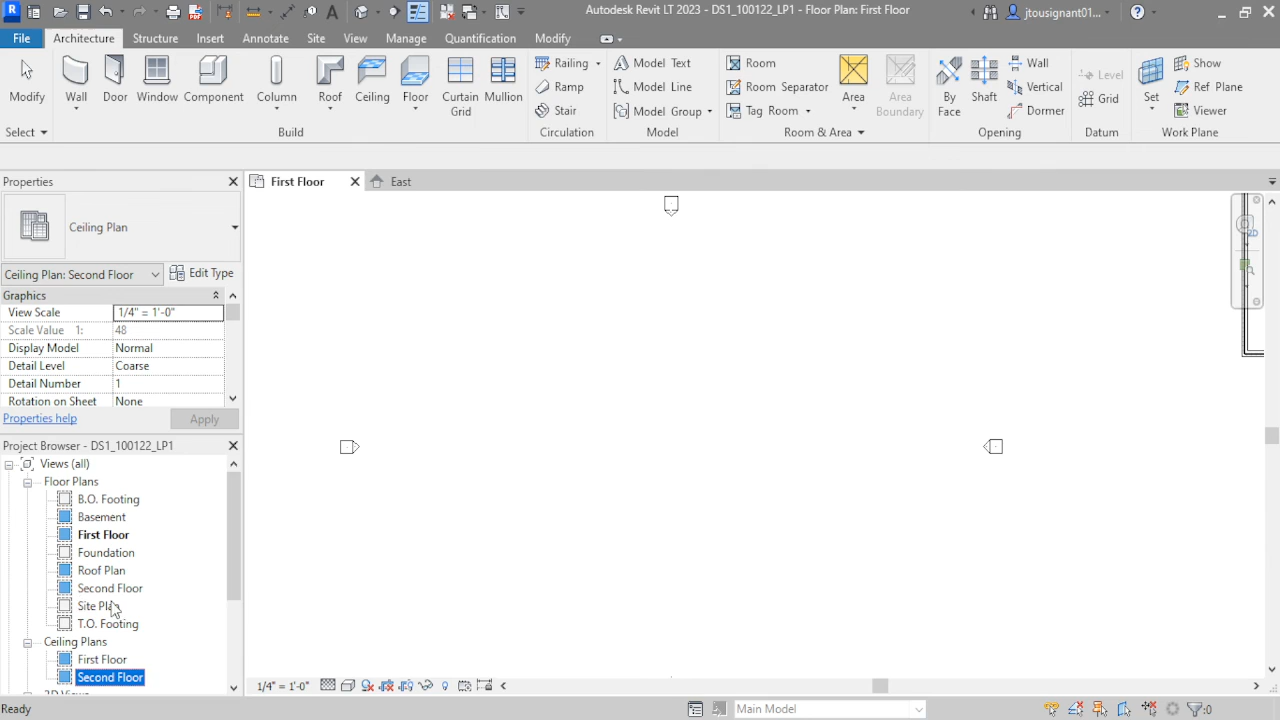 Autodesk Revit LT 2023 - DS1_100122_LP1 - Floor Plan: First Floor
jtousignant01...
File Architecture Structure Insert Annotate Site View Manage Quantification Modify
Modify Wall Door Window Component Column Roof Ceiling Floor Curtain Grid Mullion
Railing Ramp Stair
Model Text Model Line Model Group
Room Room Separator Tag Room
Area Area Boundary
By Face Shaft Wall Vertical Dormer
Level Grid
Set Show Ref Plane Viewer
Select Build Circulation Model Room & Area Opening Datum Work Plane
Properties
First Floor East
Ceiling Plan
Ceiling Plan: Second Floor Edit Type
Graphics
View Scale 1/4" = 1'-0"
Scale Value 1: 48
Display Model Normal
Detail Level Coarse
Detail Number 1
Rotation on Sheet None
Properties help Apply
Project Browser - DS1_100122_LP1
Views (all)
Floor Plans
B.O. Footing
Basement
First Floor
Foundation
Roof Plan
Second Floor
Site Plan
T.O. Footing
Ceiling Plans
First Floor
Second Floor
1/4" = 1'-0"
Ready Main Model :0